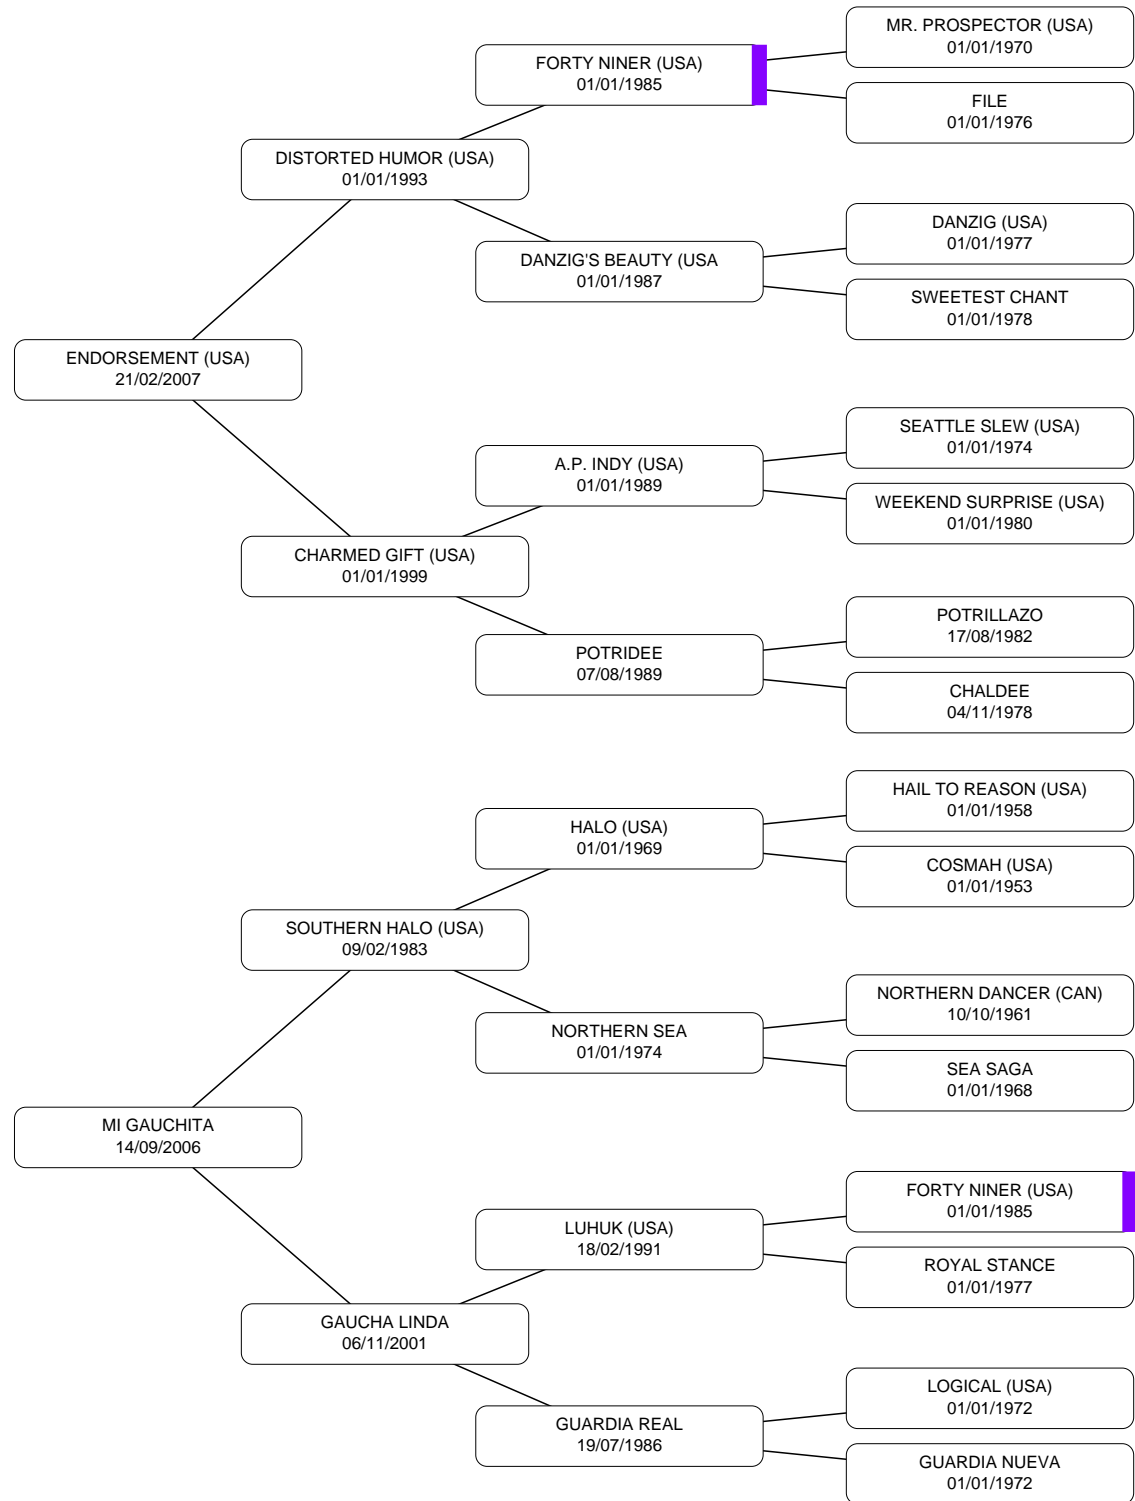 MR. PROSPECTOR (USA)
01/01/1970
FORTY NINER (USA)
01/01/1985
FILE
01/01/1976
DISTORTED HUMOR (USA)
01/01/1993
DANZIG (USA)
01/01/1977
DANZIG'S BEAUTY (USA
01/01/1987
SWEETEST CHANT
01/01/1978
ENDORSEMENT (USA)
21/02/2007
SEATTLE SLEW (USA)
01/01/1974
A.P. INDY (USA)
01/01/1989
WEEKEND SURPRISE (USA)
01/01/1980
CHARMED GIFT (USA)
01/01/1999
POTRILLAZO
17/08/1982
POTRIDEE
07/08/1989
CHALDEE
04/11/1978
HAIL TO REASON (USA)
01/01/1958
HALO (USA)
01/01/1969
COSMAH (USA)
01/01/1953
SOUTHERN HALO (USA)
09/02/1983
NORTHERN DANCER (CAN)
10/10/1961
NORTHERN SEA
01/01/1974
SEA SAGA
01/01/1968
MI GAUCHITA
14/09/2006
FORTY NINER (USA)
01/01/1985
LUHUK (USA)
18/02/1991
ROYAL STANCE
01/01/1977
GAUCHA LINDA
06/11/2001
LOGICAL (USA)
01/01/1972
GUARDIA REAL
19/07/1986
GUARDIA NUEVA
01/01/1972